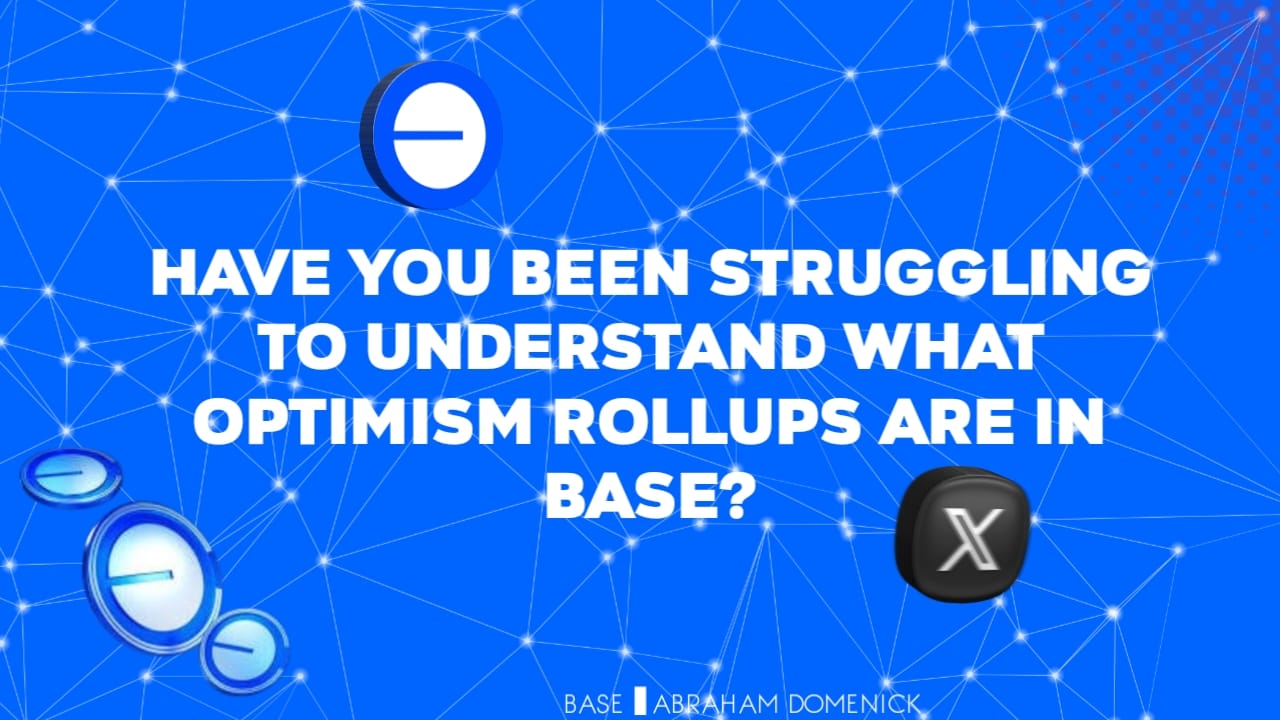 HAVE YOU BEEN STRUGGLING
TO UNDERSTAND WHAT
OPTIMISM ROLLUPS ARE IN
BASE?
X
BASE ▮ABRAHAM DOMENICK